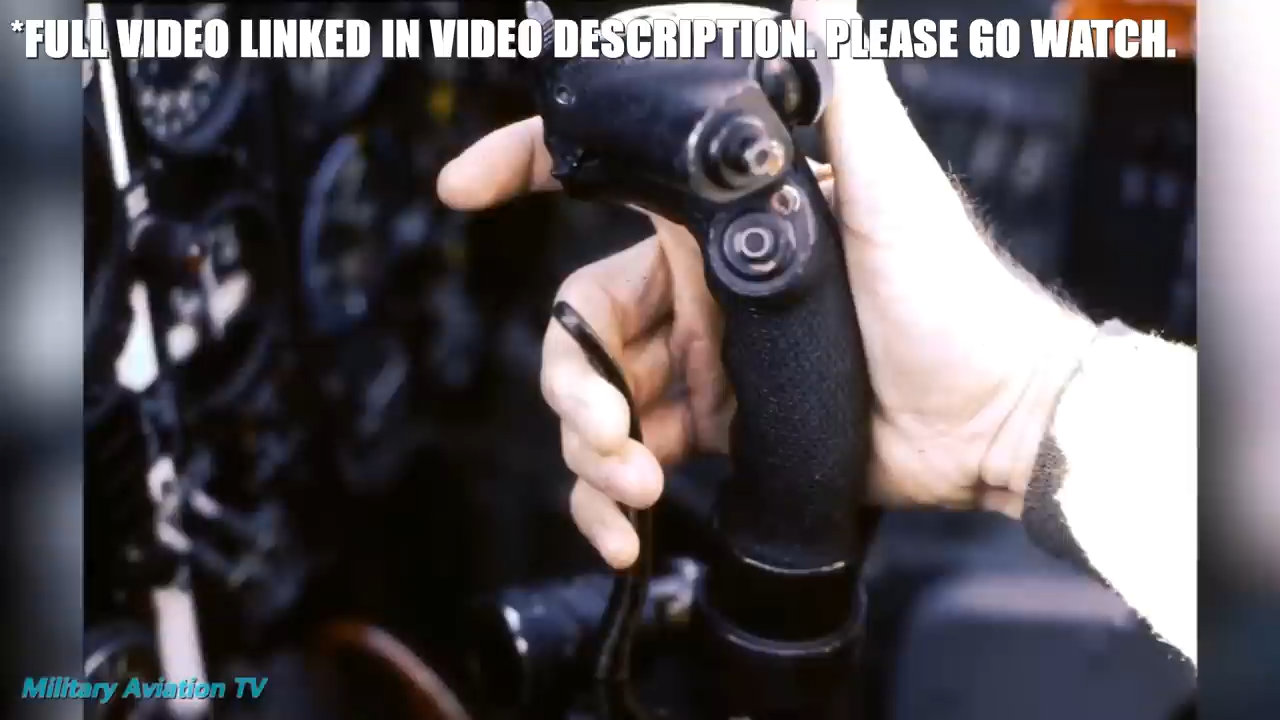 *FULL VIDEO LINKED IN VIDEO DESCRIPTION. PLEASE GO WATCH.
Military Aviation TV